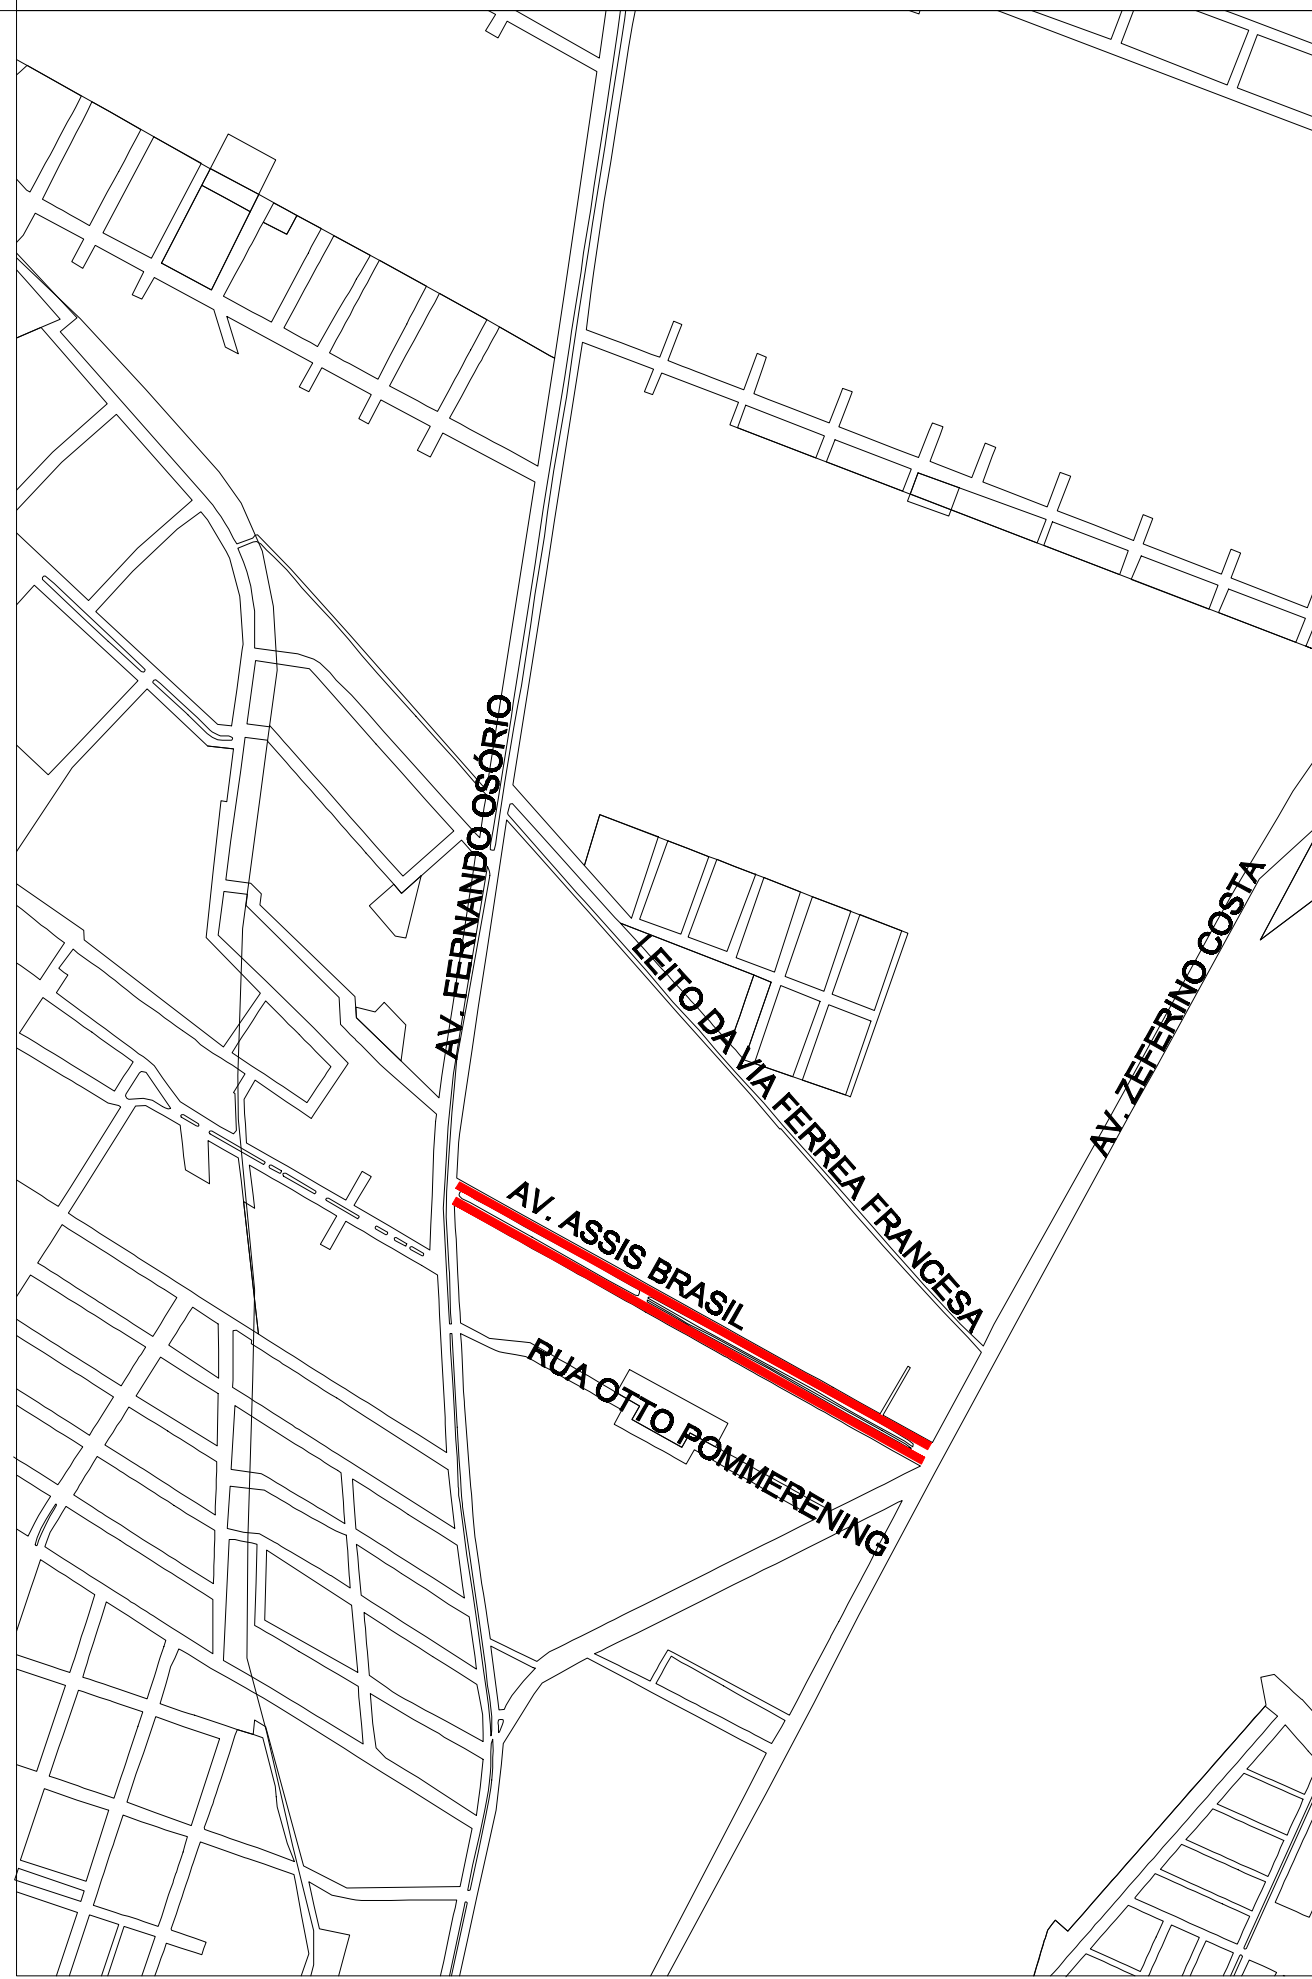 AV. FERNANDO OSÓRIO
AV. ZEFERINO COSTA
LEITO DA VIA FERREA FRANCESA
AV. ASSIS BRASIL
RUA OTTO POMMERENING